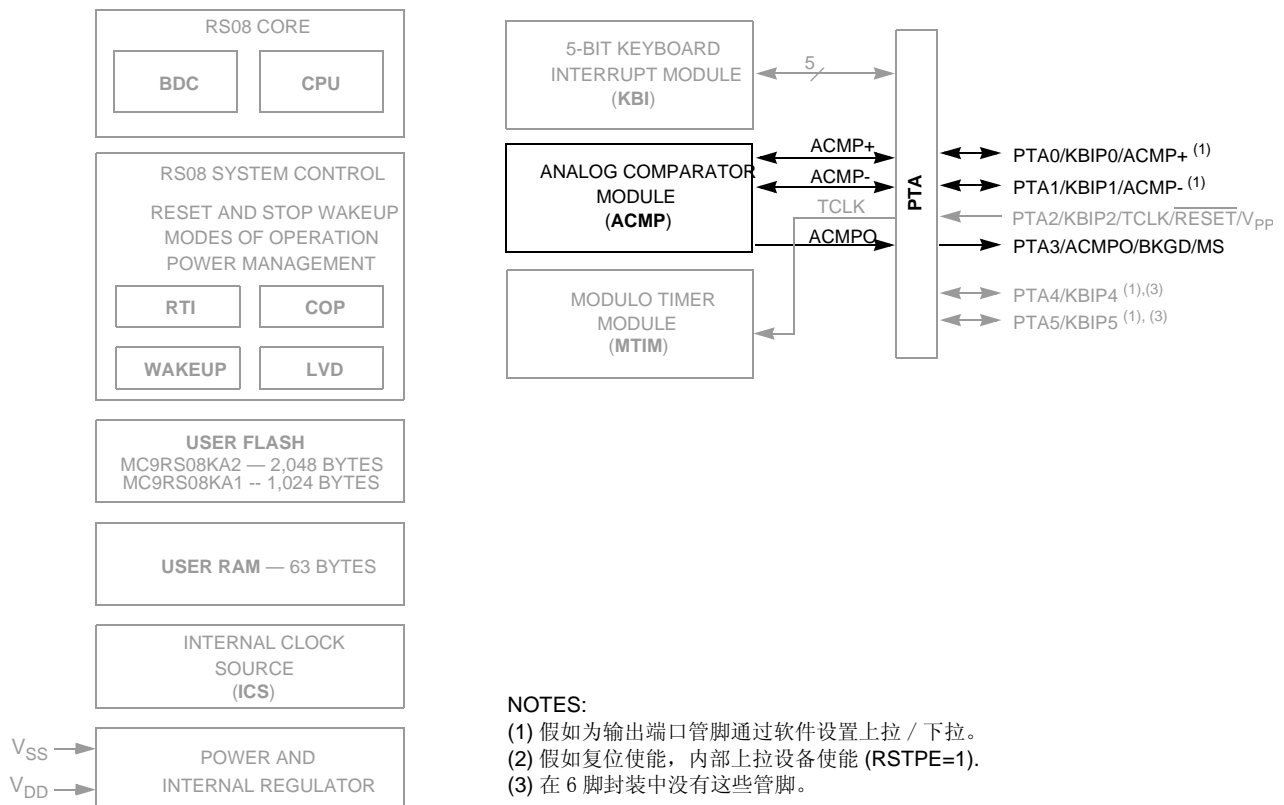 RS08 CORE
BDC
CPU
RS08 SYSTEM CONTROL
RESET AND STOP WAKEUP
MODES OF OPERATION
POWER MANAGEMENT
RTI
COP
WAKEUP
LVD
USER FLASH
MC9RS08KA2 — 2,048 BYTES
MC9RS08KA1 -- 1,024 BYTES
USER RAM — 63 BYTES
INTERNAL CLOCK
SOURCE
(ICS)
VSS
VDD
POWER AND
INTERNAL REGULATOR
5-BIT KEYBOARD
INTERRUPT MODULE
(KBI)
5
ANALOG COMPARATOR
MODULE
(ACMP)
ACMP+
ACMP-
TCLK
ACMPO
MODULO TIMER
MODULE
(MTIM)
PTA
PTA0/KBIP0/ACMP+ (1)
PTA1/KBIP1/ACMP- (1)
PTA2/KBIP2/TCLK/RESET/VPP
PTA3/ACMPO/BKGD/MS
PTA4/KBIP4 (1),(3)
PTA5/KBIP5 (1), (3)
NOTES:
(1) 假如为输出端口管脚通过软件设置上拉 / 下拉。
(2) 假如复位使能，内部上拉设备使能 (RSTPE=1).
(3) 在 6 脚封装中没有这些管脚。